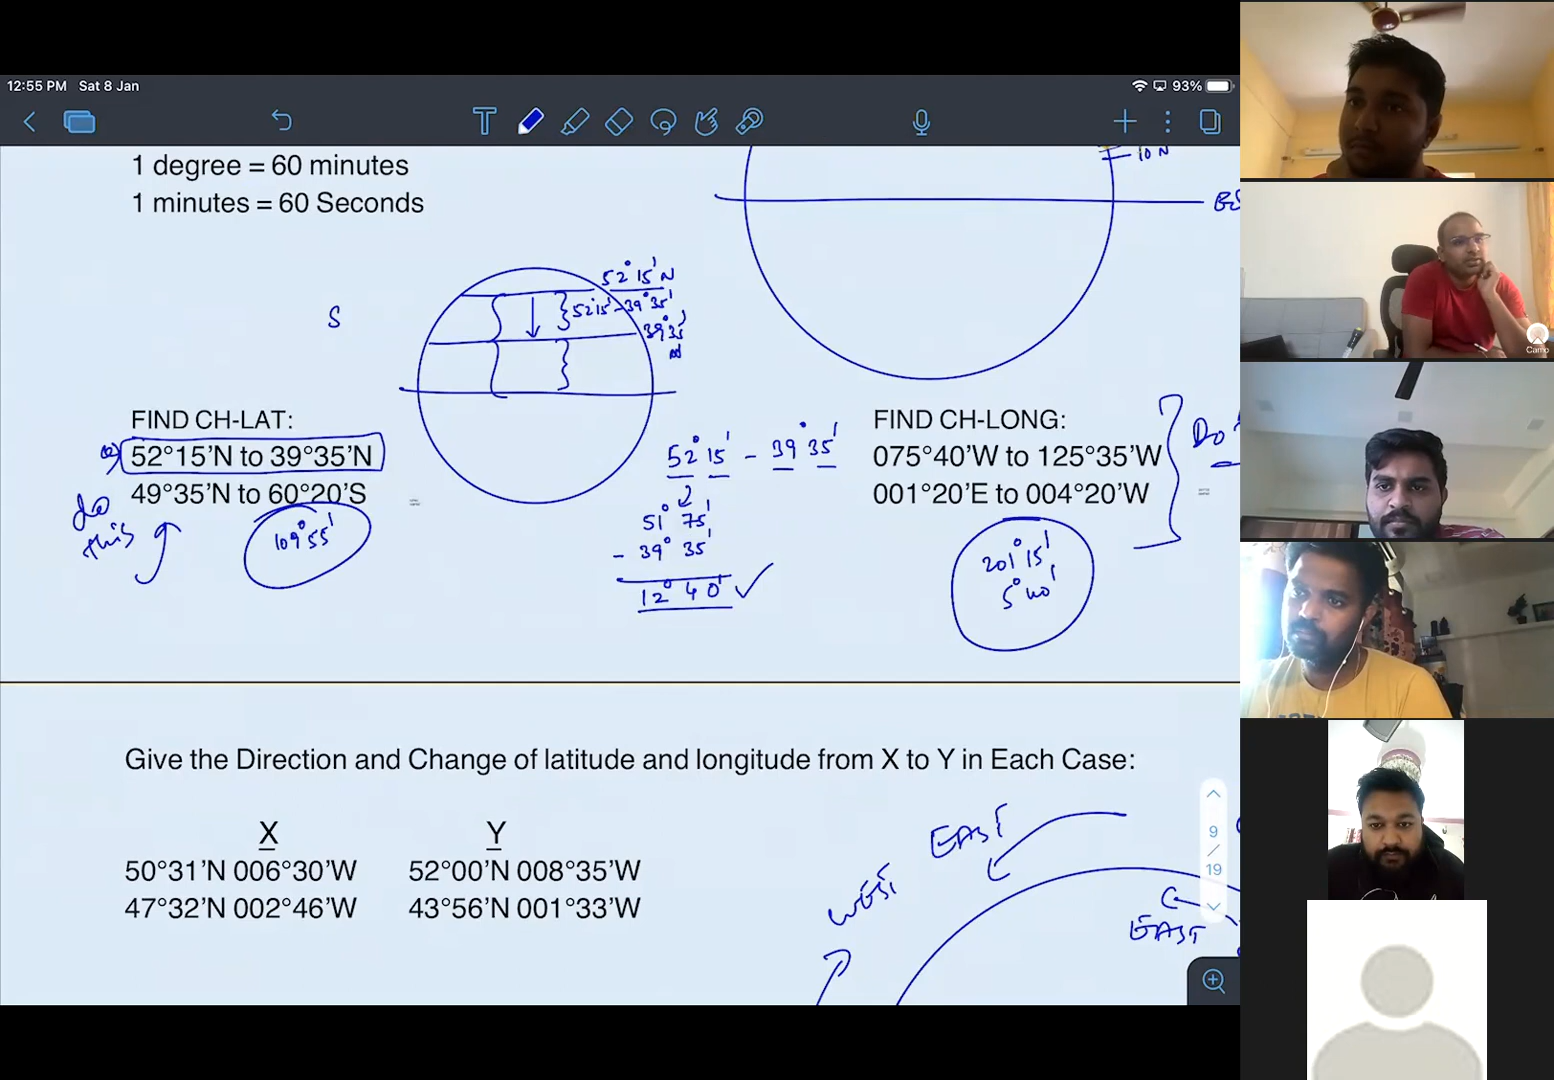 12:55 PM Sat 8 Jan
93%
1 degree = 60 minutes
1 minutes = 60 Seconds
10 N
52°15'N
52°15' - 39°35'
39°35'
N
S
FIND CH-LAT:
52°15'N to 39°35'N
49°35'N to 60°20'S
=
do
this
109°55'
52°15' - 39°35'
51°75'
- 39°35'
12°40'
FIND CH-LONG:
075°40'W to 125°35'W
001°20'E to 004°20'W
=
Do
201°15'
5°40'
Give the Direction and Change of latitude and longitude from X to Y in Each Case:
X Y
50°31'N 006°30'W 52°00'N 008°35'W
47°32'N 002°46'W 43°56'N 001°33'W
EAST
WEST
EAST
9
/
19
Camo